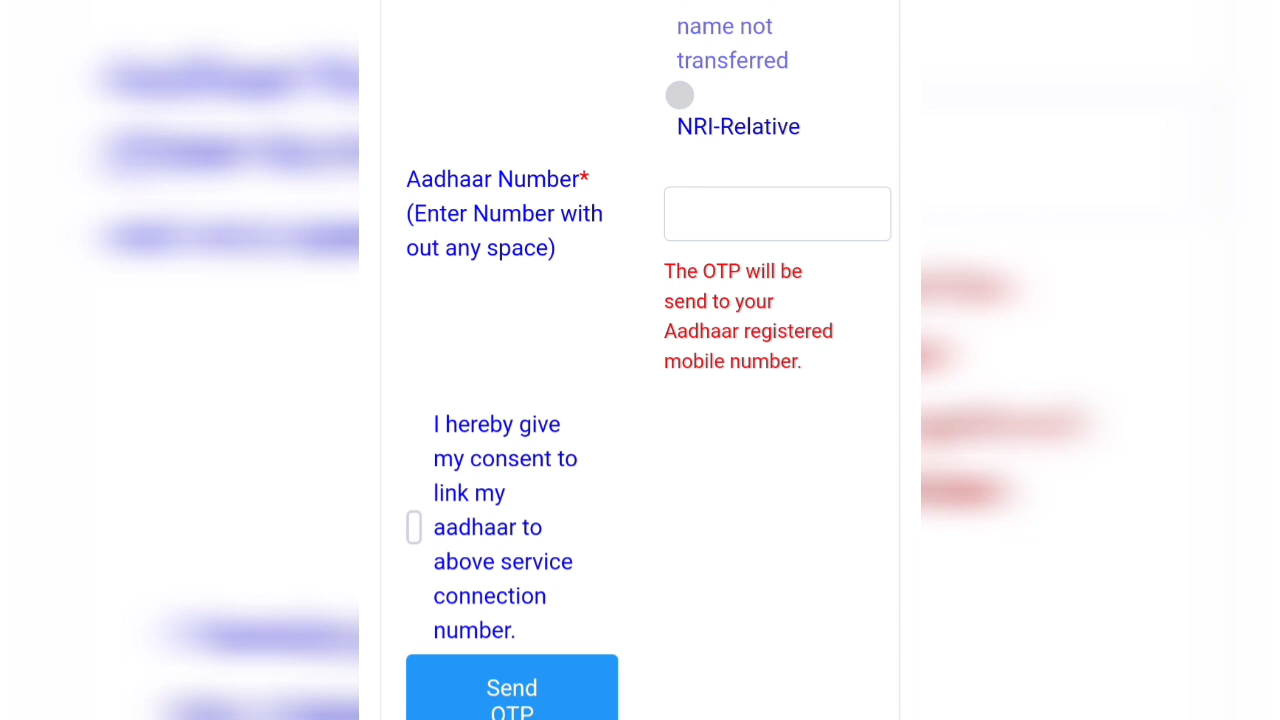 name not
transferred
NRI-Relative
Aadhaar Number*
(Enter Number with
out any space)
The OTP will be
send to your
Aadhaar registered
mobile number.
I hereby give
my consent to
link my
aadhaar to
above service
connection
number.
Send
OTP